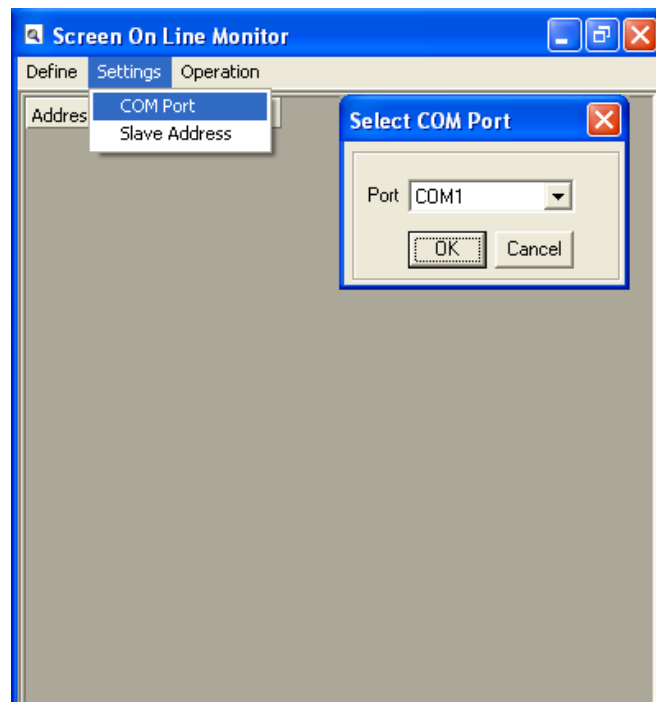 Screen On Line Monitor
Define Settings Operation
Addres
COM Port
Slave Address
Select COM Port
Port COM1
OK Cancel